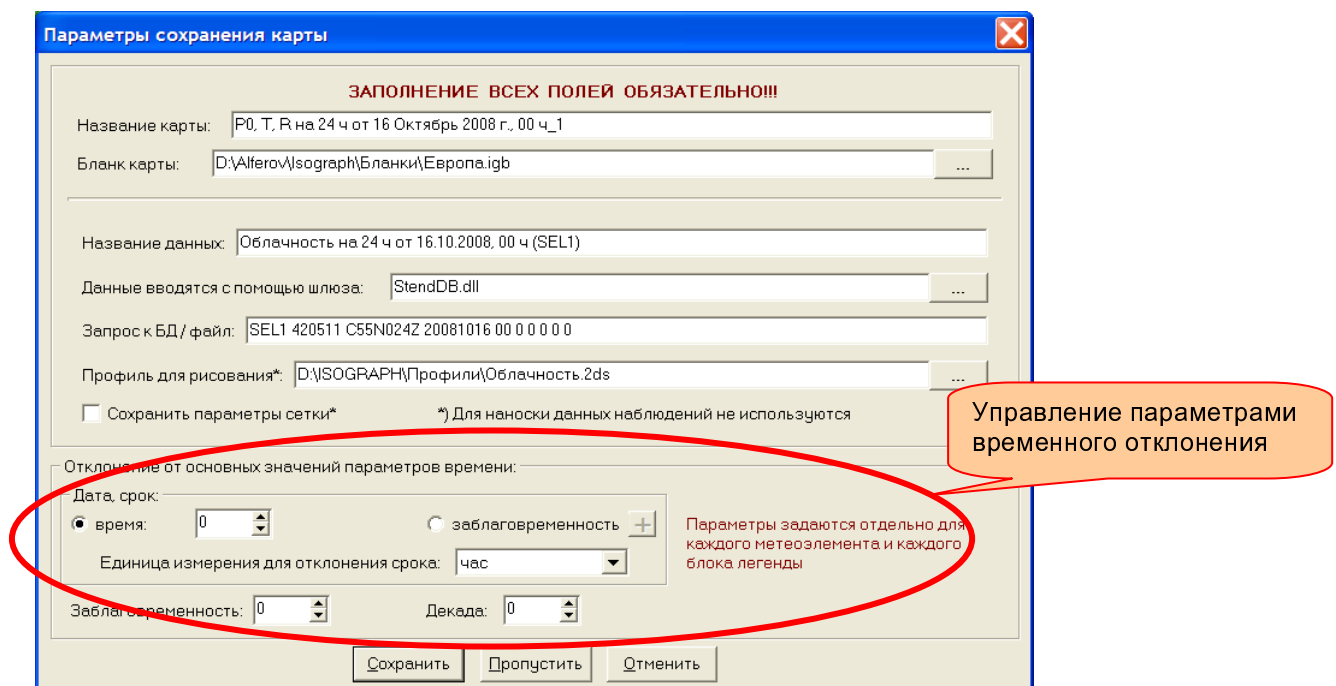 Параметры сохранения карты
ЗАПОЛНЕНИЕ ВСЕХ ПОЛЕЙ ОБЯЗАТЕЛЬНО!!!
Название карты: P0, T, R на 24 ч от 16 Октябрь 2008 г., 00 ч_1
Бланк карты: D:\Alferov\Isograph\Бланки\Европа.igb ...
Название данных: Облачность на 24 ч от 16.10.2008, 00 ч (SEL1)
Данные вводятся с помощью шлюза: StendDB.dll ...
Запрос к БД / файл: SEL1 420511 C55N024Z 20081016 00 0 0 0 0 0
Профиль для рисования*: D:\ISOGRAPH\Профили\Облачность.2ds ...
Сохранить параметры сетки* *) Для наноски данных наблюдений не используются
Управление параметрами
временного отклонения
Отклонение от основных значений параметров времени:
Дата, срок:
время: 0 заблаговременность +
Единица измерения для отклонения срока: час
Параметры задаются отдельно для
каждого метеоэлемента и каждого
блока легенды
Заблаговременность: 0 Декада: 0
Сохранить Пропустить Отменить